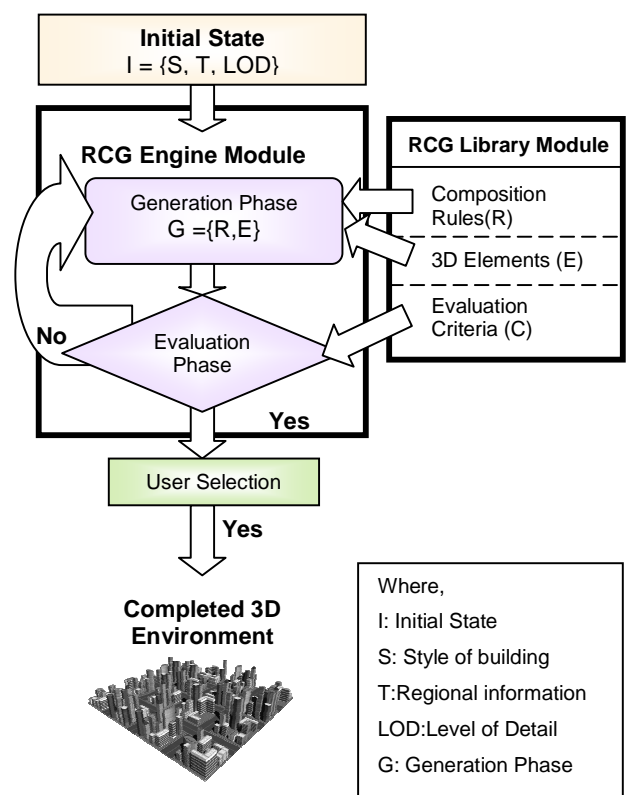 Initial State
I = {S, T, LOD}
RCG Engine Module
Generation Phase
G ={R,E}
No
Evaluation
Phase
Yes
RCG Library Module
Composition
Rules(R)
3D Elements (E)
Evaluation
Criteria (C)
User Selection
Yes
Completed 3D
Environment
Where,
I: Initial State
S: Style of building
T:Regional information
LOD:Level of Detail
G: Generation Phase